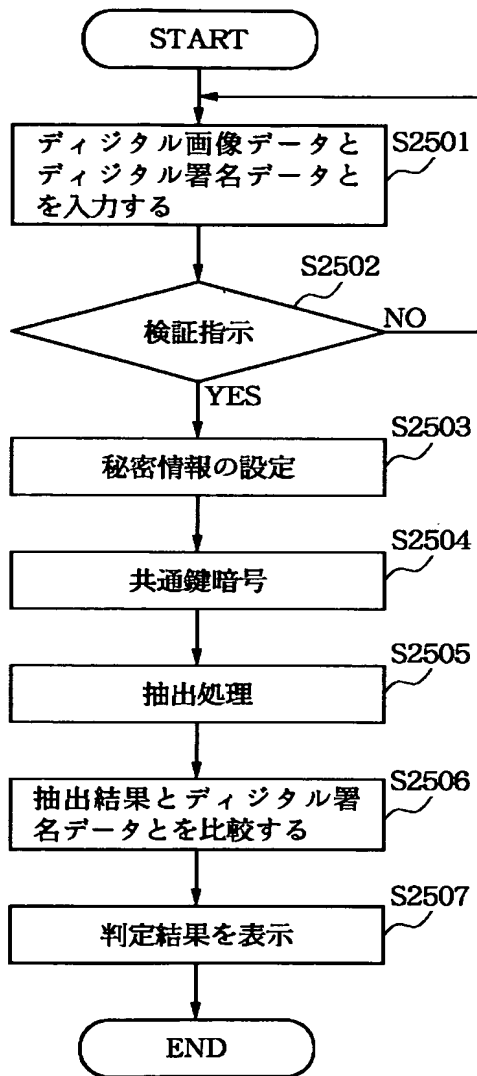 START
S2501
ディジタル画像データと
ディジタル署名データと
を入力する
S2502
検証指示
NO
YES
S2503
秘密情報の設定
S2504
共通鍵暗号
S2505
抽出処理
S2506
抽出結果とディジタル署
名データとを比較する
S2507
判定結果を表示
END